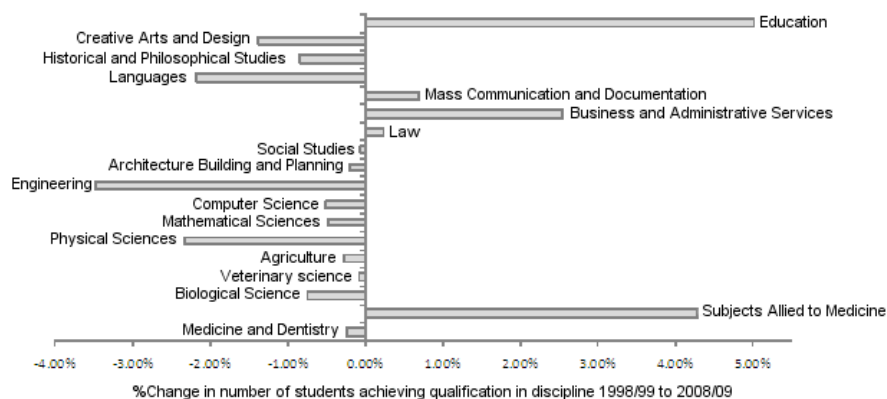 Education
Creative Arts and Design
Historical and Philosophical Studies
Languages
Mass Communication and Documentation
Business and Administrative Services
Law
Social Studies
Architecture Building and Planning
Engineering
Computer Science
Mathematical Sciences
Physical Sciences
Agriculture
Veterinary science
Biological Science
Subjects Allied to Medicine
Medicine and Dentistry
-4.00% -3.00% -2.00% -1.00% 0.00% 1.00% 2.00% 3.00% 4.00% 5.00%
%Change in number of students achieving qualification in discipline 1998/99 to 2008/09